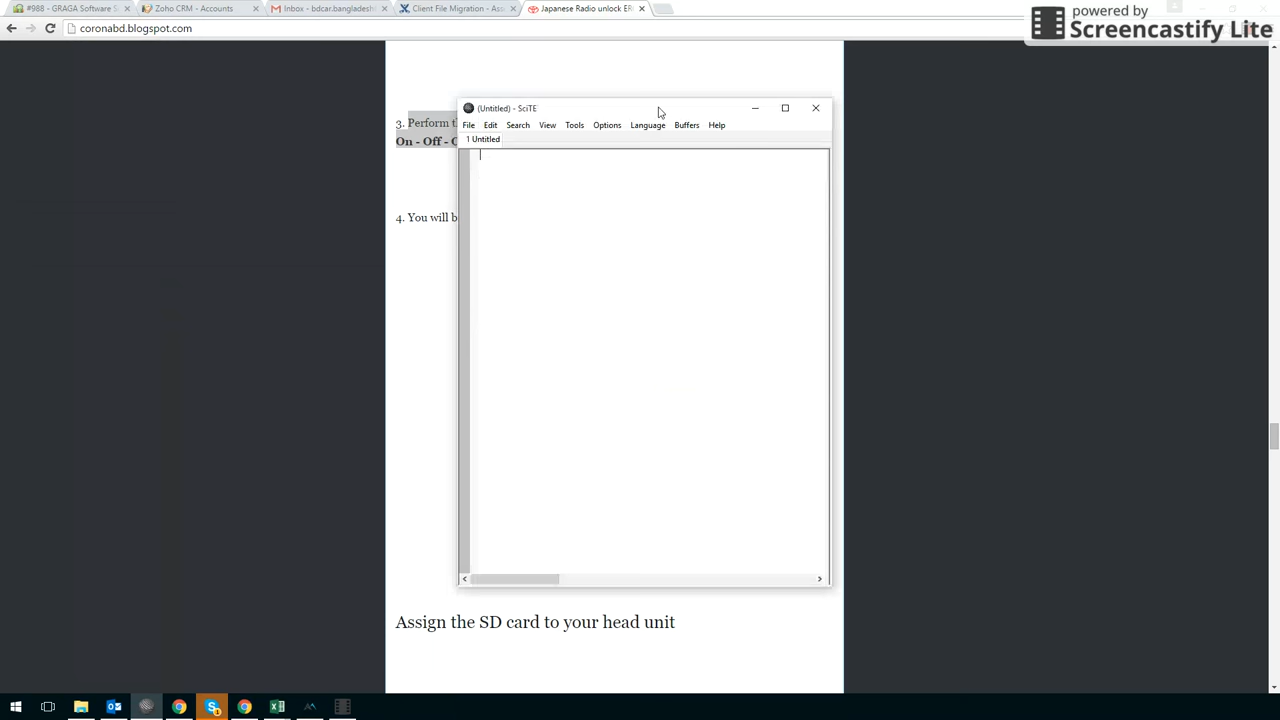 #988 - GRAGA Software S
Zoho CRM - Accounts
Inbox - bdcar.bangladesh
Client File Migration - Ass
Japanese Radio unlock ER
coronabd.blogspot.com
powered by
Screencastify Lite
3. Perform t
On - Off -
4. You will b
(Untitled) - SciTE
File Edit Search View Tools Options Language Buffers Help
1 Untitled
Assign the SD card to your head unit